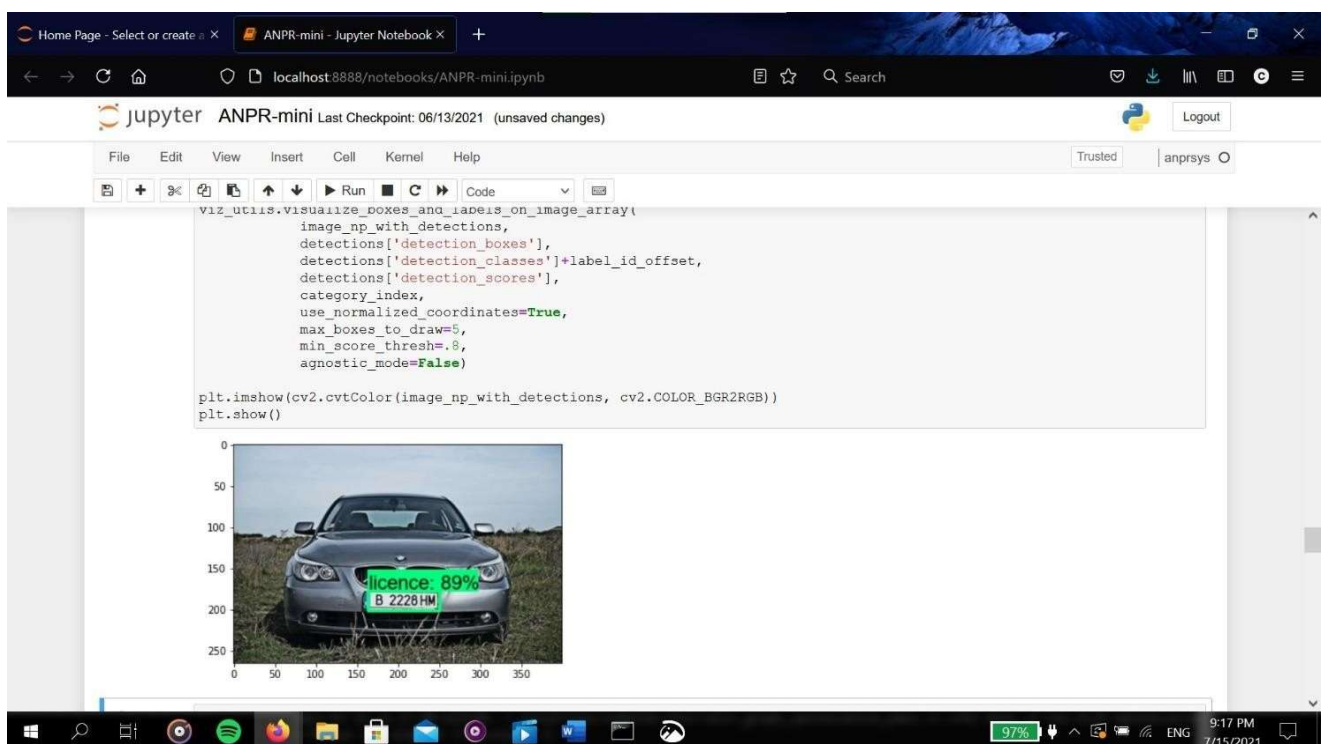 Home Page - Select or create a
ANPR-mini - Jupyter Notebook
localhost:8888/notebooks/ANPR-mini.ipynb
Search
C
jupyter ANPR-mini Last Checkpoint: 06/13/2021 (unsaved changes)
Logout
File Edit View Insert Cell Kernel Help
Trusted
anprsys
Run
Code
viz_utils.visualize_boxes_and_labels_on_image_array(
image_np_with_detections,
detections['detection_boxes'],
detections['detection_classes']+label_id_offset,
detections['detection_scores'],
category_index,
use_normalized_coordinates=True,
max_boxes_to_draw=5,
min_score_thresh=.8,
agnostic_mode=False)
plt.imshow(cv2.cvtColor(image_np_with_detections, cv2.COLOR_BGR2RGB))
plt.show()
0
50
100
150
200
250
licence: 89%
B 2228 HM
0 50 100 150 200 250 300 350
97%
ENG
9:17 PM
7/15/2021